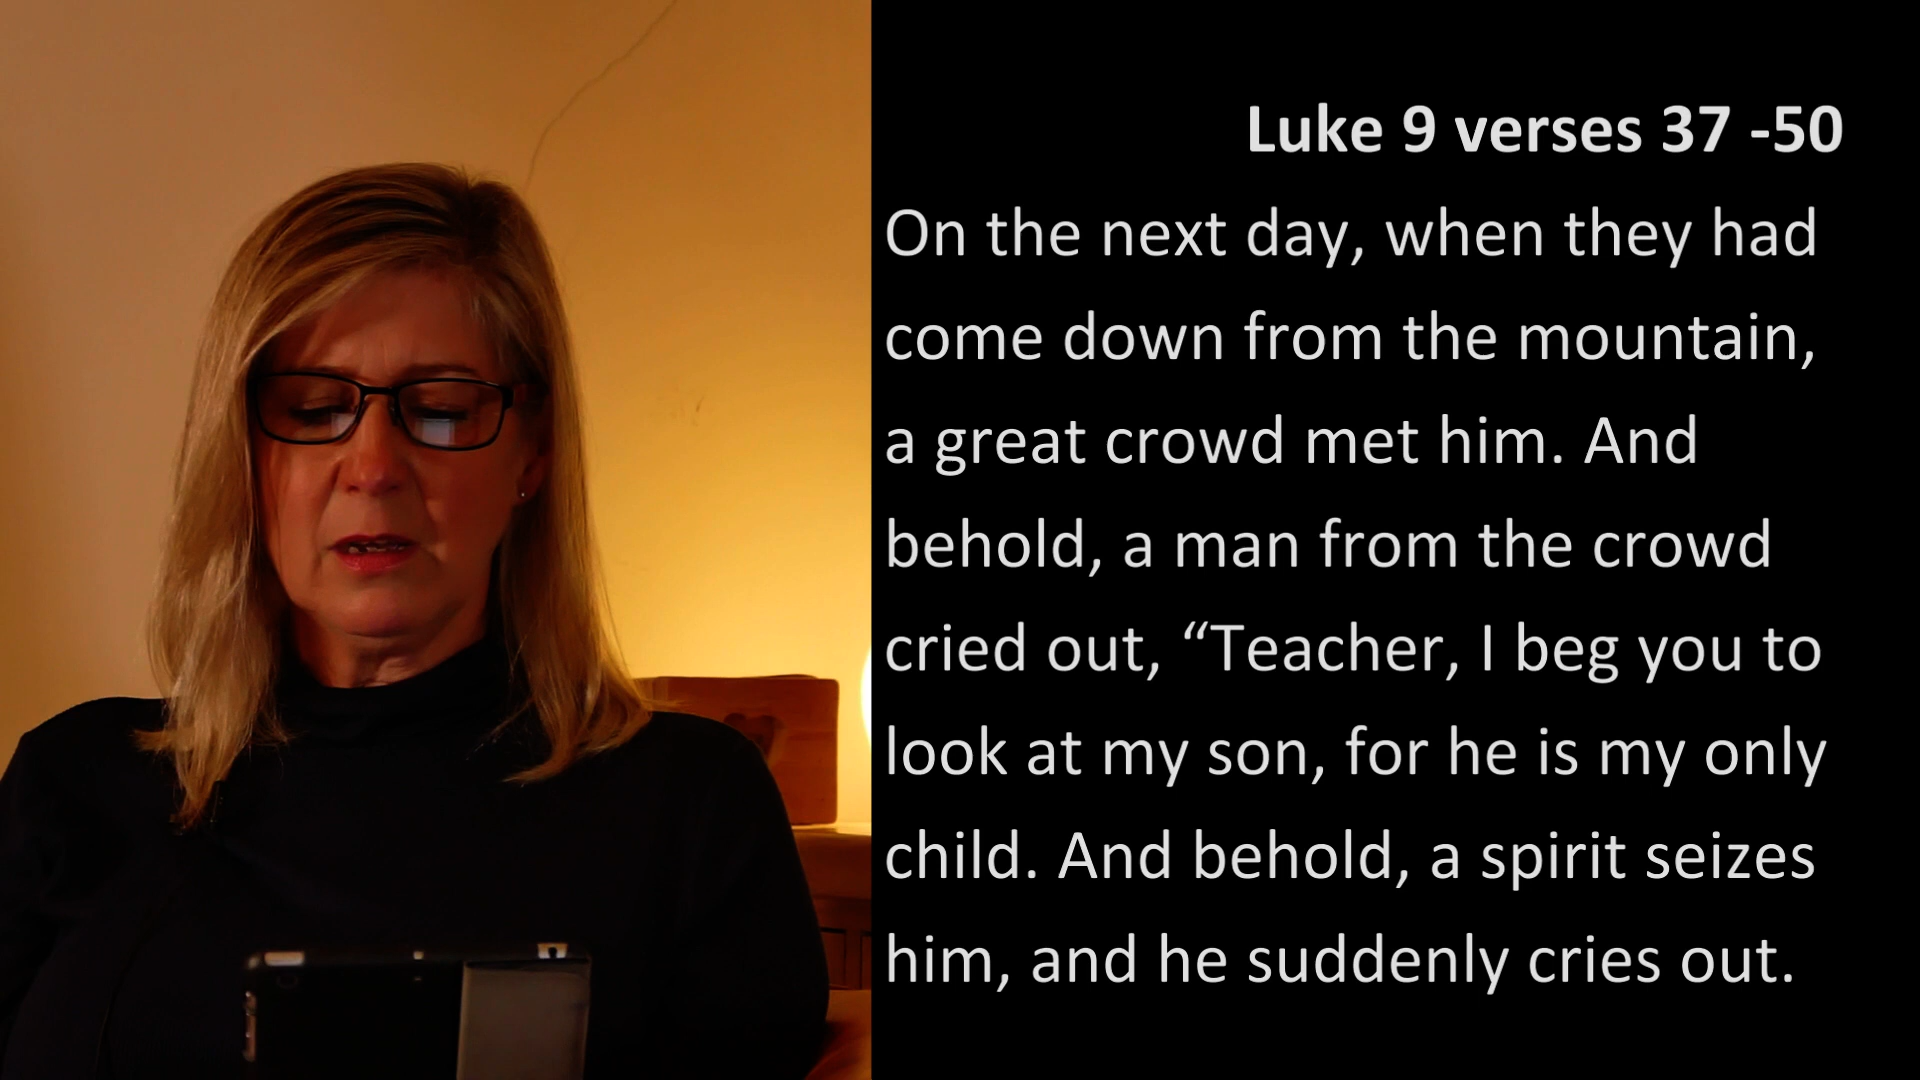 Luke 9 verses 37 -50
On the next day, when they had
come down from the mountain,
a great crowd met him. And
behold, a man from the crowd
cried out, “Teacher, I beg you to
look at my son, for he is my only
child. And behold, a spirit seizes
him, and he suddenly cries out.